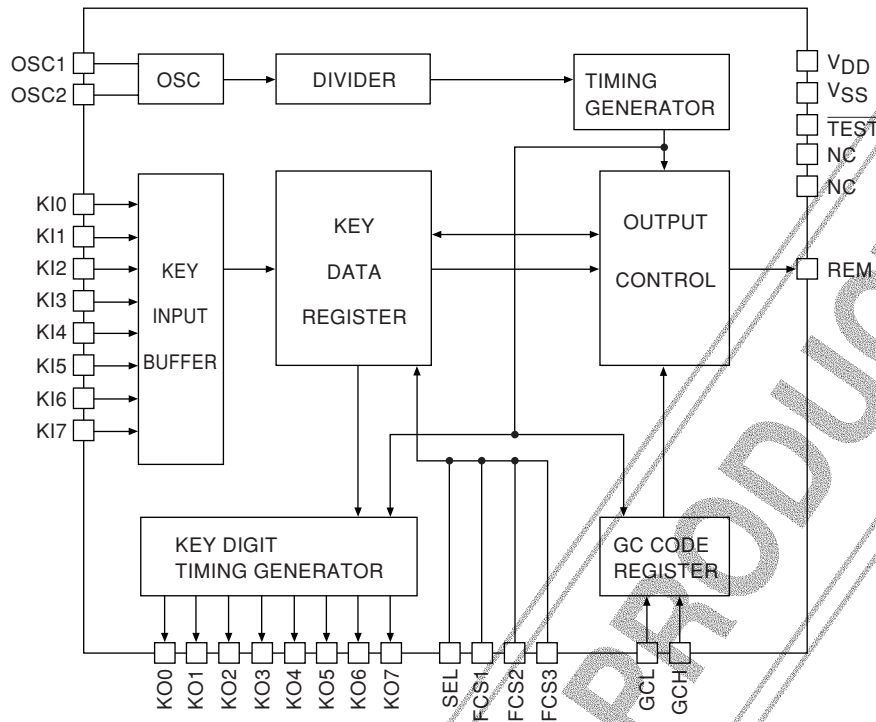 OSC1
OSC2
OSC
DIVIDER
TIMING
GENERATOR
VDD
VSS
TEST
NC
NC
KI0
KI1
KI2
KI3
KI4
KI5
KI6
KI7
KEY
INPUT
BUFFER
KEY
DATA
REGISTER
OUTPUT
CONTROL
REM
KEY DIGIT
TIMING GENERATOR
GC CODE
REGISTER
KO0
KO1
KO2
KO3
KO4
KO5
KO6
KO7
SEL
FCS1
FCS2
FCS3
GCL
GCH